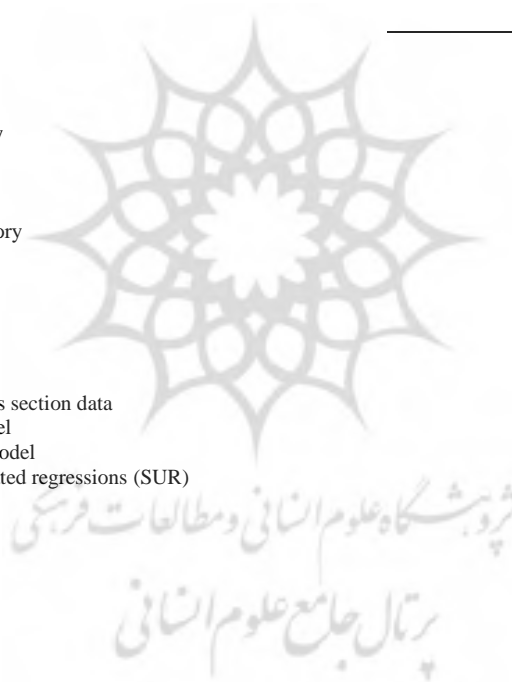 y
ory
s section data
el
odel
ted regressions (SUR)
پژوهشگاه علوم انسانی و مطالعات فرهنگی
پرتال جامع علوم انسانی